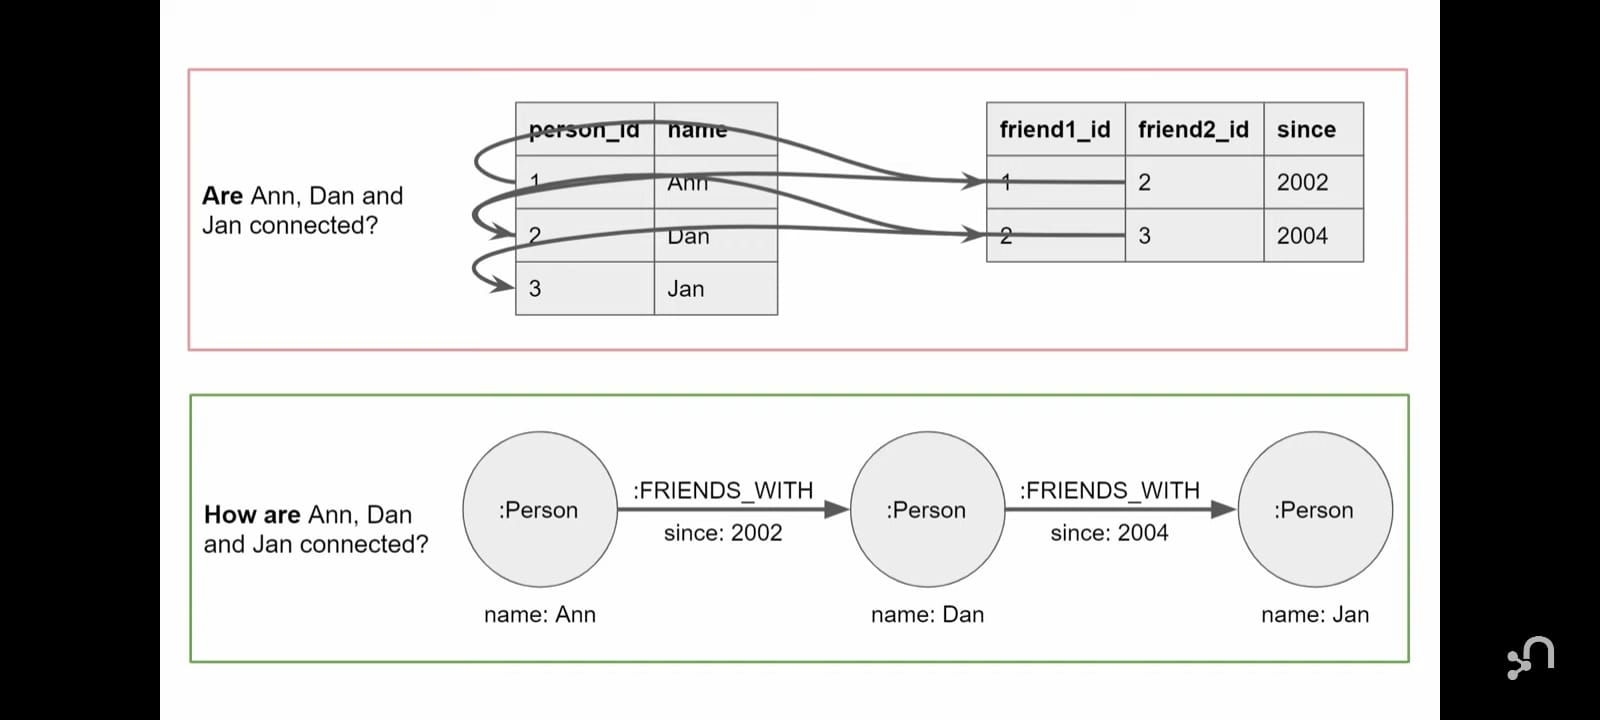 Are Ann, Dan and
Jan connected?
person_id name
1 Ann
2 Dan
3 Jan
friend1_id friend2_id since
1 2 2002
2 3 2004
How are Ann, Dan
and Jan connected?
:Person
name: Ann
:FRIENDS_WITH
since: 2002
:Person
name: Dan
:FRIENDS_WITH
since: 2004
:Person
name: Jan